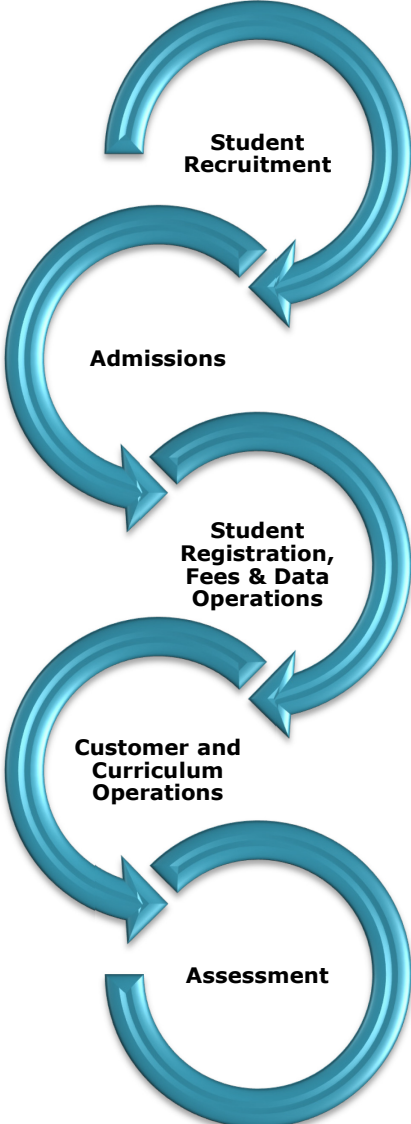 Student
Recruitment
Admissions
Student
Registration,
Fees & Data
Operations
Customer and
Curriculum
Operations
Assessment